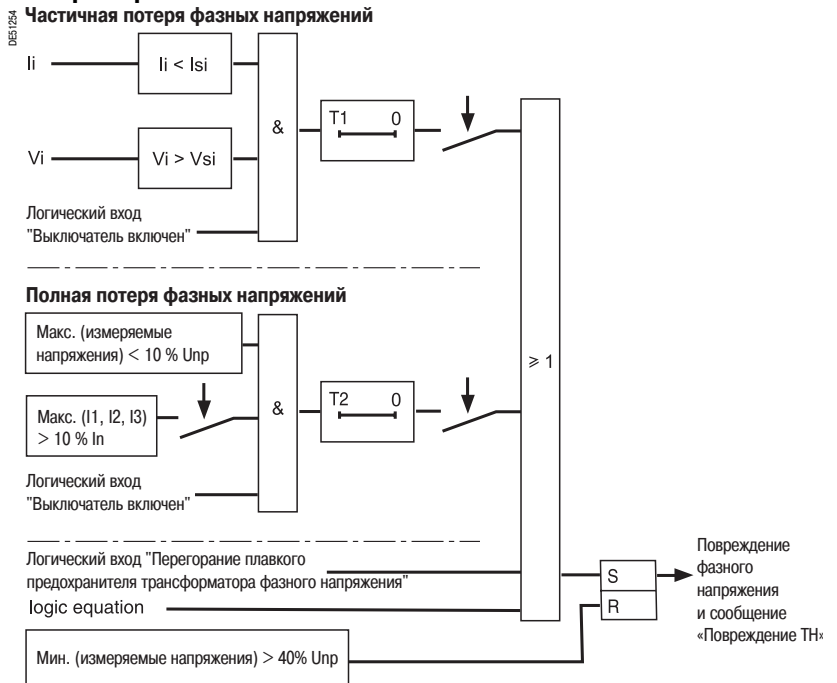 DE51254
Частичная потеря фазных напряжений
Ii
Ii < Isi
&
T1 0
Vi
Vi > Vsi
Логический вход
"Выключатель включен"
Полная потеря фазных напряжений
Макс. (измеряемые
напряжения) < 10 % Unp
⩾ 1
&
T2 0
Макс. (I1, I2, I3)
> 10 % In
Логический вход
"Выключатель включен"
Логический вход "Перегорание плавкого
предохранителя трансформатора фазного напряжения"
logic equation
S
R
Повреждение
фазного
напряжения
и сообщение
«Повреждение ТН»
Мин. (измеряемые напряжения) > 40% Unp